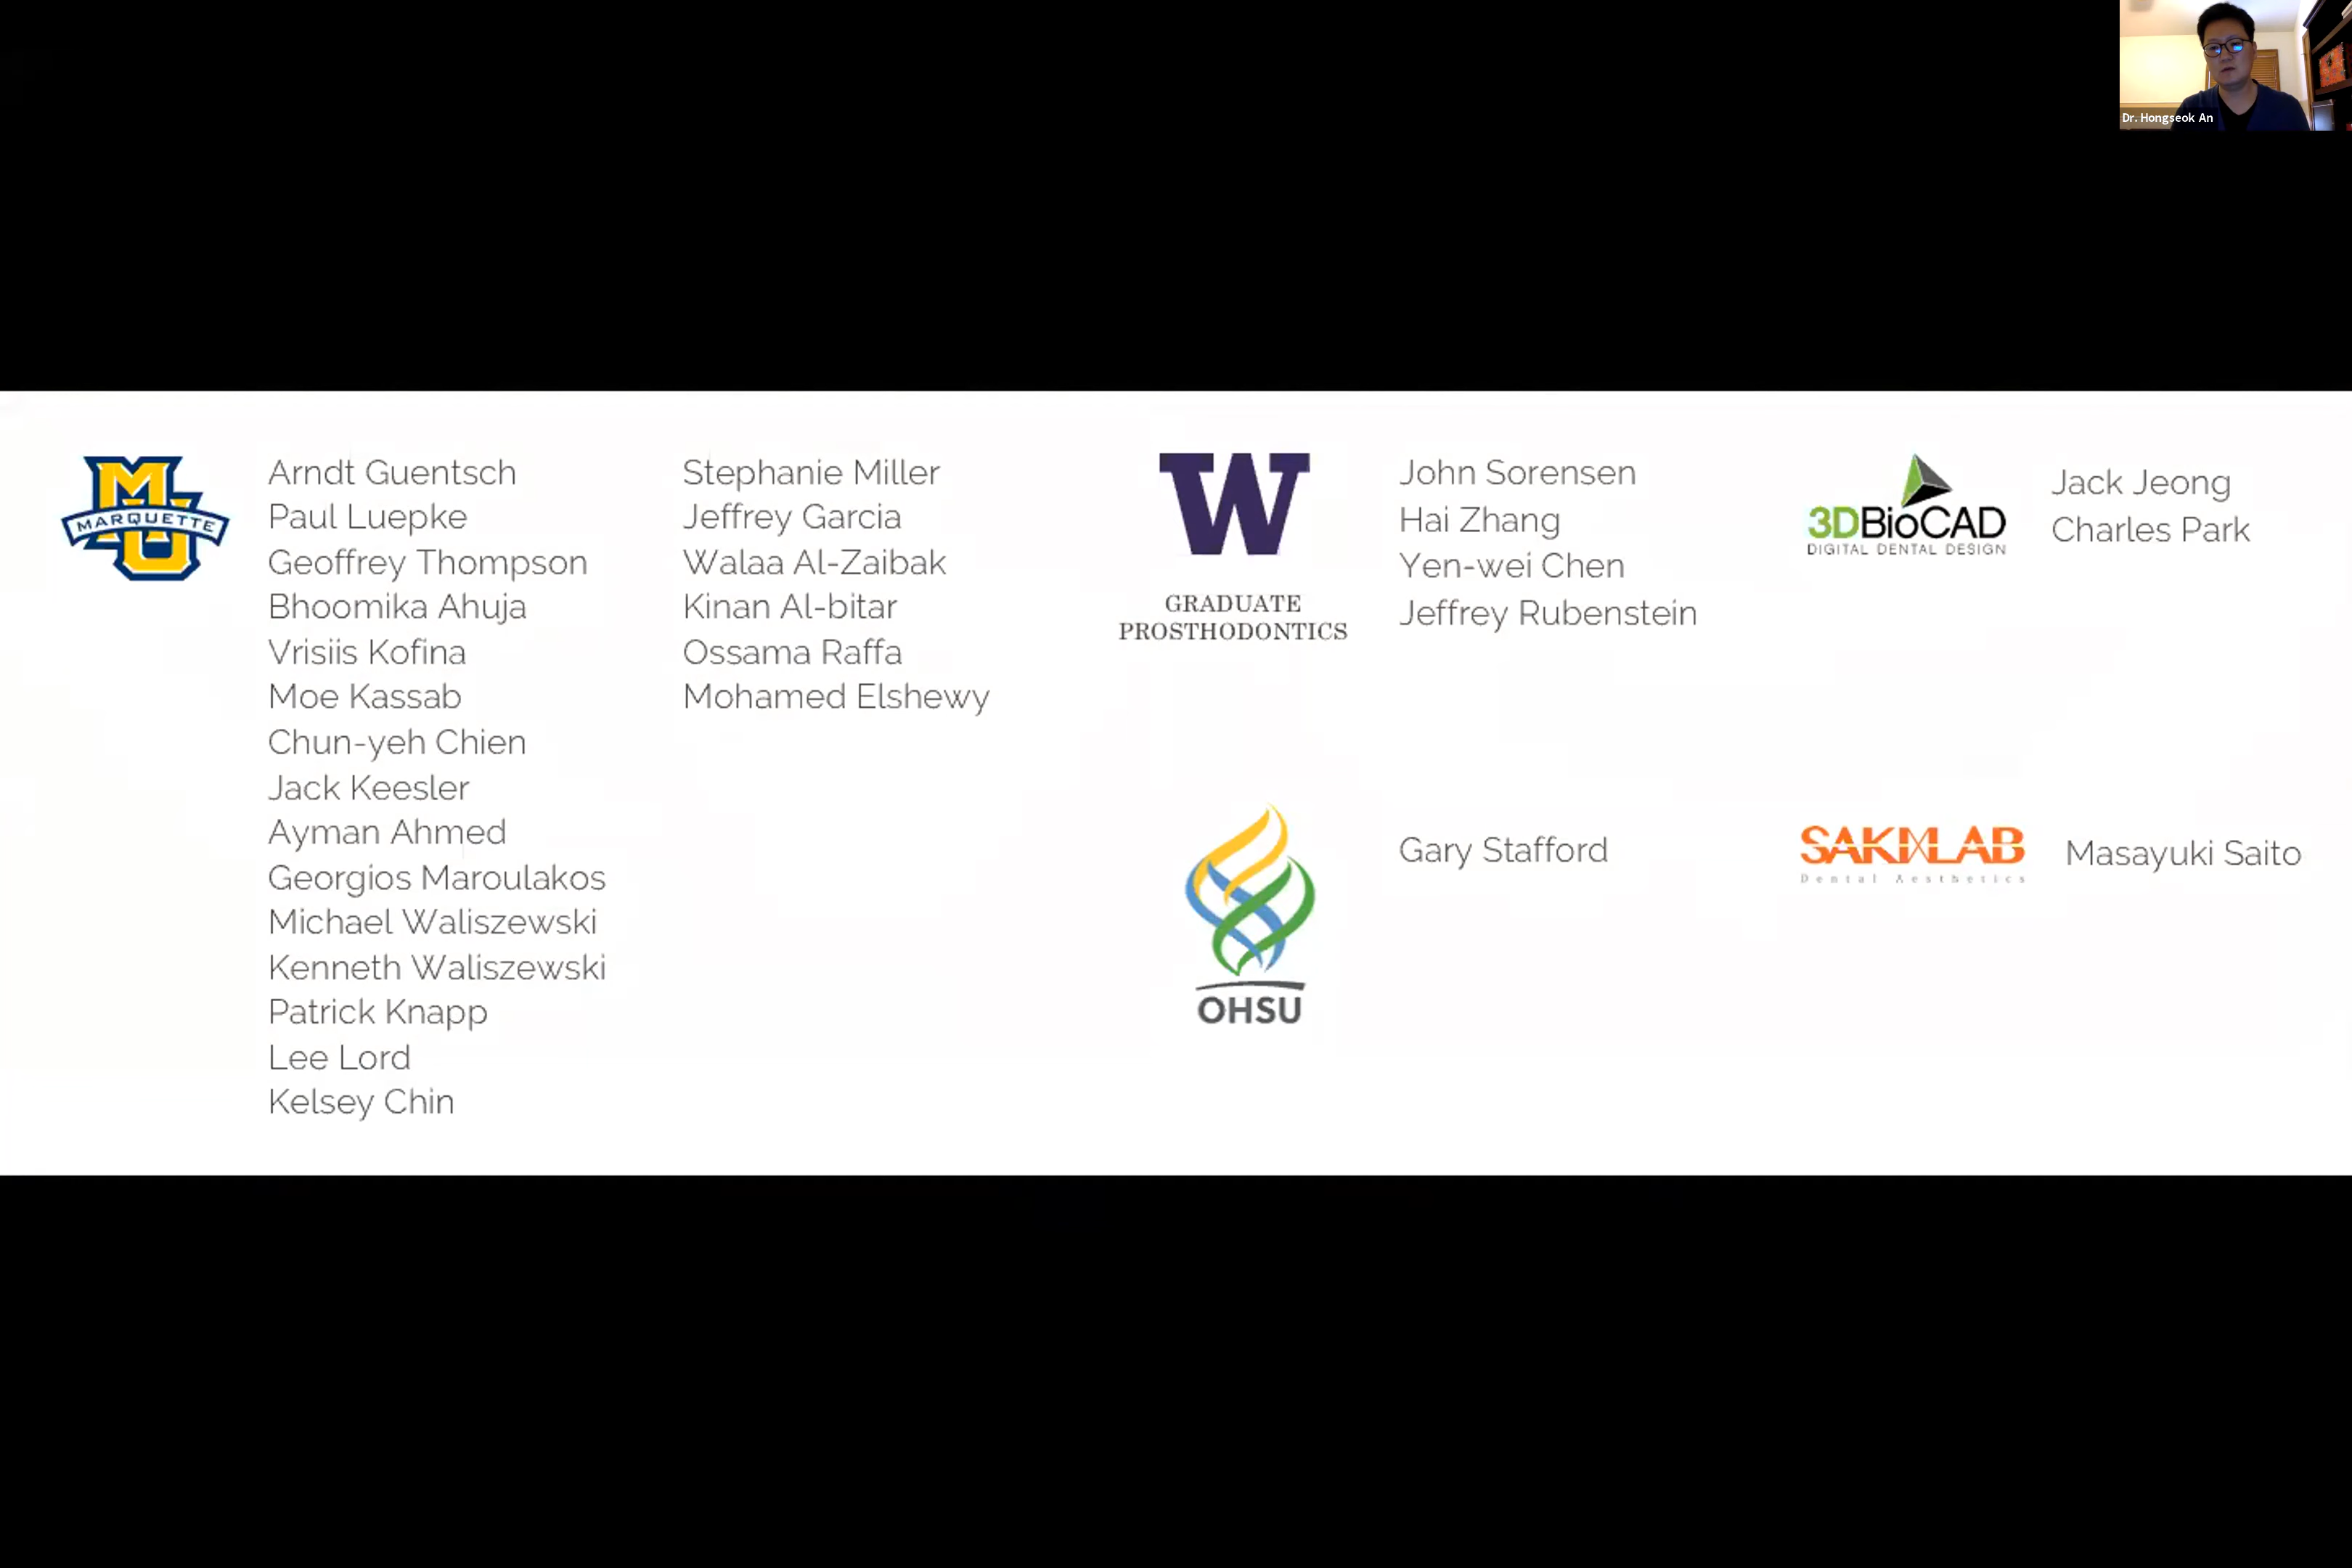 Dr. Hongseok An
MARQUETTE
Arndt Guentsch
Paul Luepke
Geoffrey Thompson
Bhoomika Ahuja
Vrisiis Kofina
Moe Kassab
Chun-yeh Chien
Jack Keesler
Ayman Ahmed
Georgios Maroulakos
Michael Waliszewski
Kenneth Waliszewski
Patrick Knapp
Lee Lord
Kelsey Chin
Stephanie Miller
Jeffrey Garcia
Walaa Al-Zaibak
Kinan Al-bitar
Ossama Raffa
Mohamed Elshewy
W
GRADUATE
PROSTHODONTICS
John Sorensen
Hai Zhang
Yen-wei Chen
Jeffrey Rubenstein
OHSU
Gary Stafford
3DBioCAD
DIGITAL DENTAL DESIGN
Jack Jeong
Charles Park
Dental Aesthetics
Masayuki Saito